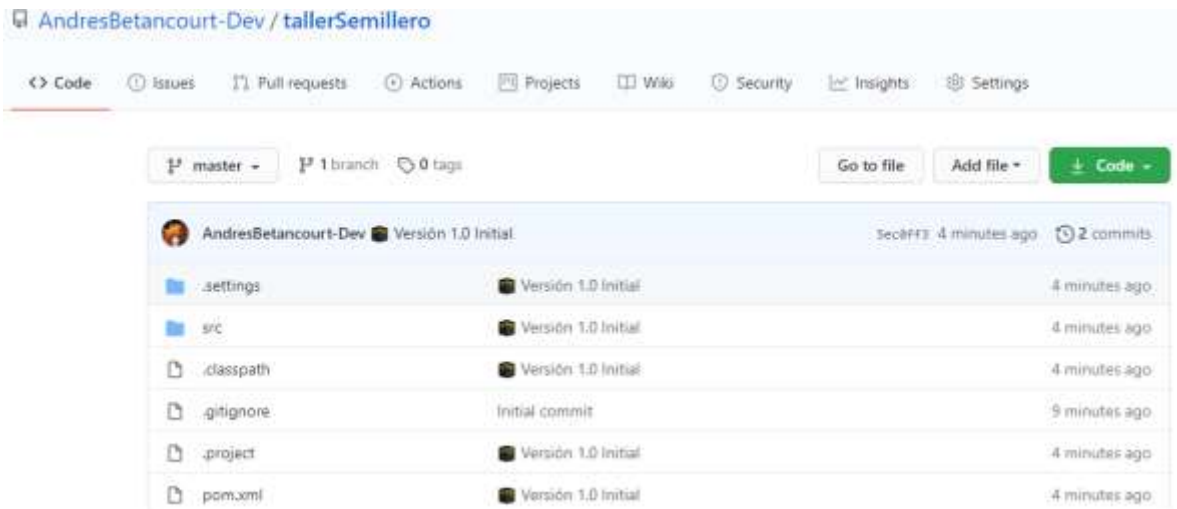 AndresBetancourt-Dev / tallerSemillero
<> Code Issues Pull requests Actions Projects Wiki Security Insights Settings
master 1 branch 0 tags Go to file Add file Code
AndresBetancourt-Dev Versión 1.0 Initial 4 minutes ago 2 commits
.settings Versión 1.0 Initial 4 minutes ago
src Versión 1.0 Initial 4 minutes ago
.classpath Versión 1.0 Initial 4 minutes ago
.gitignore Initial commit 9 minutes ago
.project Versión 1.0 Initial 4 minutes ago
pom.xml Versión 1.0 Initial 4 minutes ago